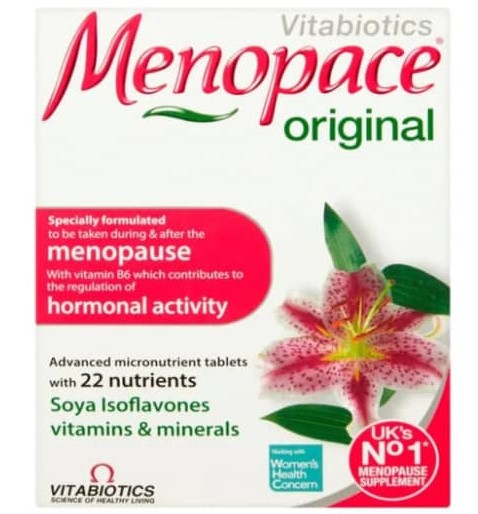 Vitabiotics
Menopace®
original
Specially formulated
to be taken during & after the
menopause
With vitamin B6 which contributes to
the regulation of
hormonal activity
Advanced micronutrient tablets
with 22 nutrients
Soya Isoflavones
vitamins & minerals
Working with
Women's
Health
Concern
UK's
Nº1*
MENOPAUSE
SUPPLEMENT
VITABIOTICS
SCIENCE OF HEALTHY LIVING